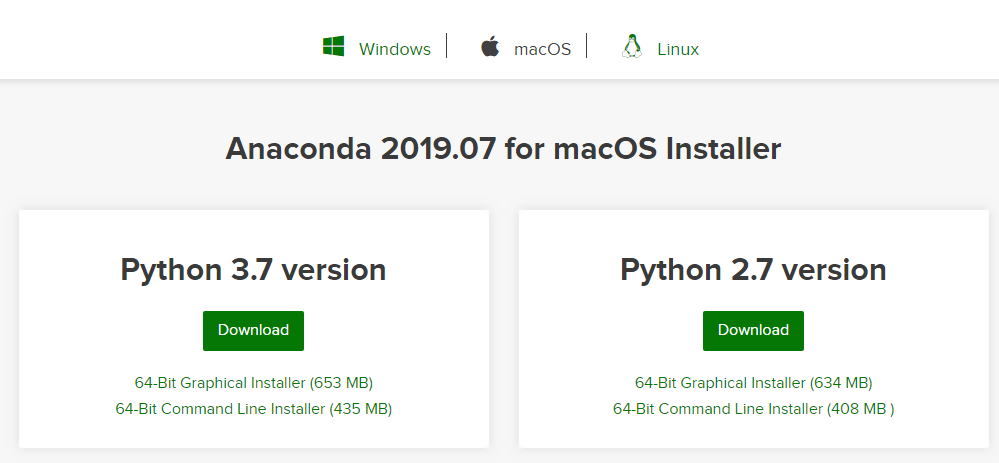 Windows macOS Linux
Anaconda 2019.07 for macOS Installer
Python 3.7 version
Download
64-Bit Graphical Installer (653 MB)
64-Bit Command Line Installer (435 MB)
Python 2.7 version
Download
64-Bit Graphical Installer (634 MB)
64-Bit Command Line Installer (408 MB )